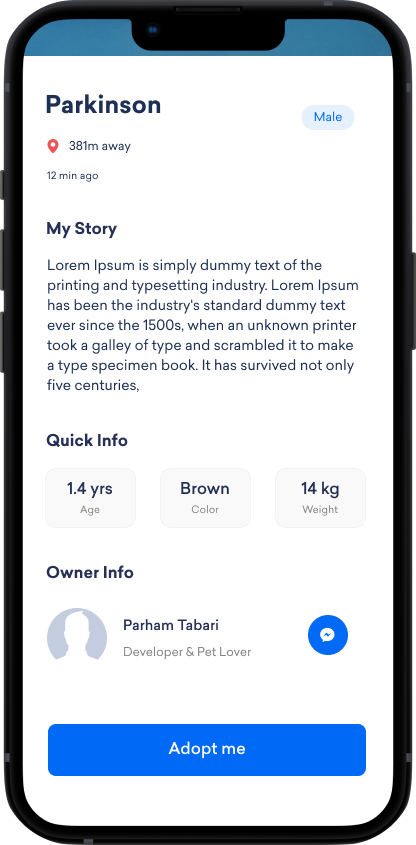 Parkinson
Male
381m away
12 min ago
My Story
Lorem Ipsum is simply dummy text of the
printing and typesetting industry. Lorem Ipsum
has been the industry's standard dummy text
ever since the 1500s, when an unknown printer
took a galley of type and scrambled it to make
a type specimen book. It has survived not only
five centuries,
Quick Info
1.4 yrs
Age
Brown
Color
14 kg
Weight
Owner Info
Parham Tabari
Developer & Pet Lover
Adopt me